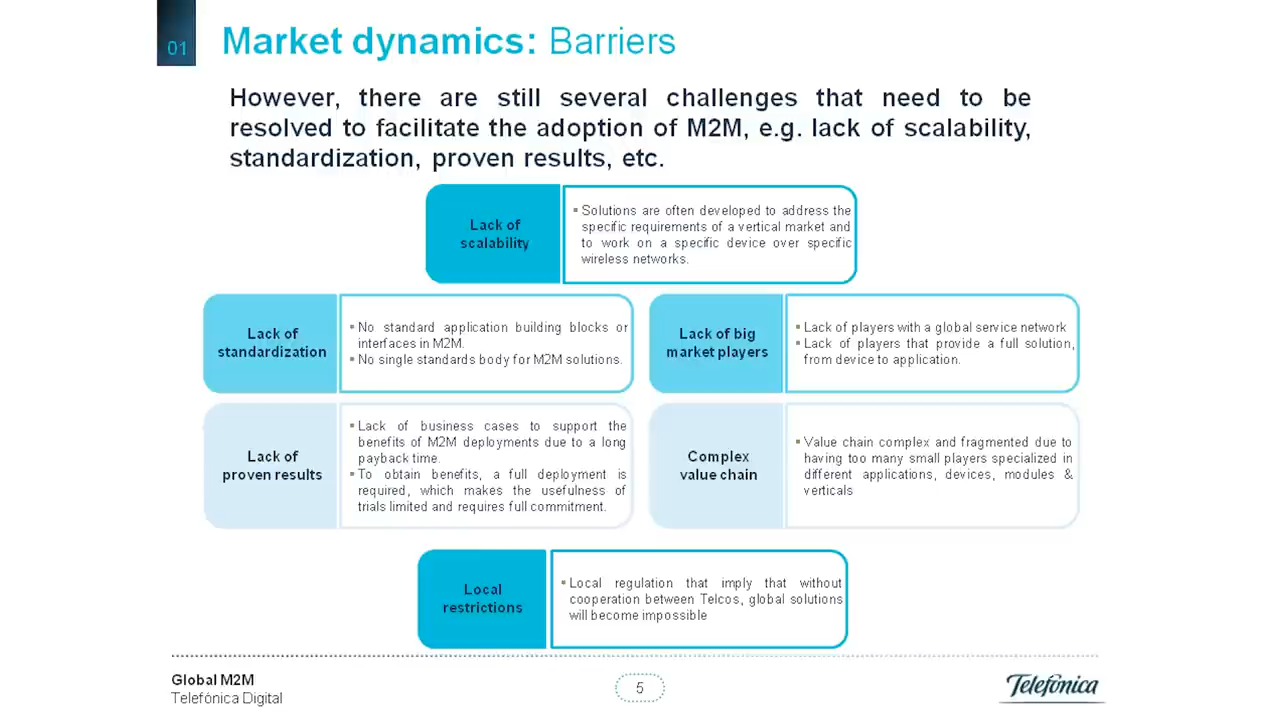 01
Market dynamics: Barriers
However, there are still several challenges that need to be
resolved to facilitate the adoption of M2M, e.g. lack of scalability,
standardization, proven results, etc.
Lack of
scalability
▪ Solutions are often developed to address the
specific requirements of a vertical market and
to work on a specific device over specific
wireless networks.
Lack of
standardization
▪ No standard application building blocks or
interfaces in M2M.
▪ No single standards body for M2M solutions.
Lack of big
market players
▪ Lack of players with a global service network
▪ Lack of players that provide a full solution,
from device to application.
Lack of
proven results
▪ Lack of business cases to support the
benefits of M2M deployments due to a long
payback time.
▪ To obtain benefits, a full deployment is
required, which makes the usefulness of
trials limited and requires full commitment.
Complex
value chain
▪ Value chain complex and fragmented due to
having too many small players specialized in
different applications, devices, modules &
verticals
Local
restrictions
▪ Local regulation that imply that without
cooperation between Telcos, global solutions
will become impossible
Global M2M
Telefónica Digital
5
Telefónica